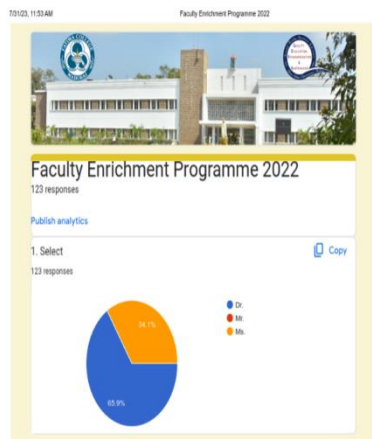 7/31/23, 11:53 AM Faculty Enrichment Programme 2022
Faculty Enrichment Programme 2022
123 responses
Publish analytics
1. Select
Copy
123 responses
Dr.
Mr.
Ms.
34.1%
65.9%